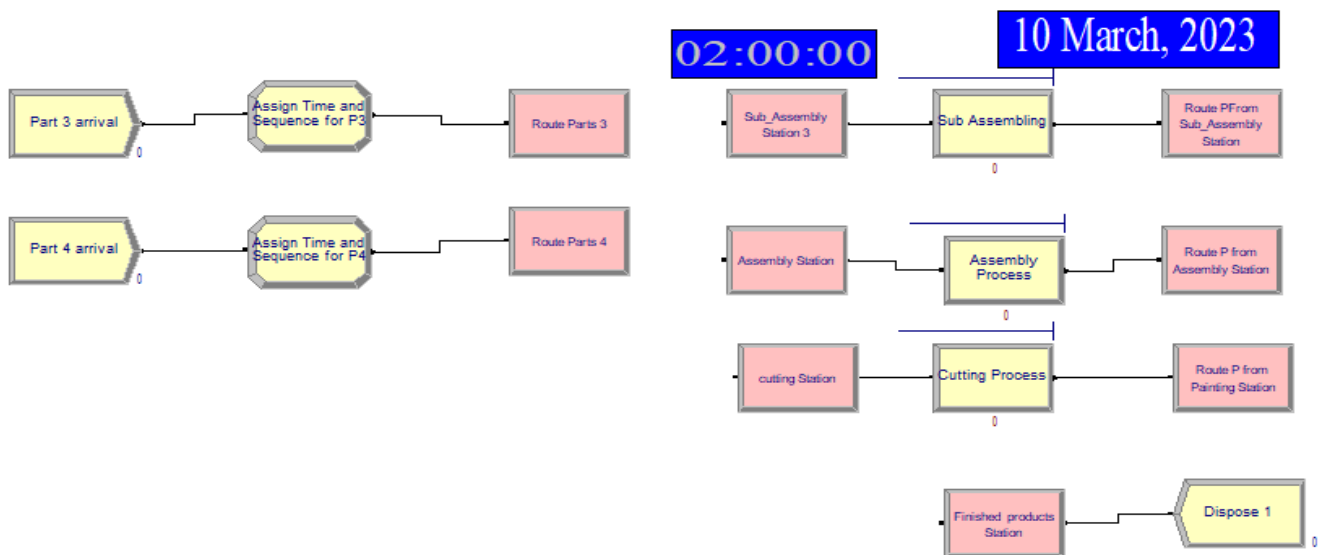 02:00:00
10 March, 2023
Part 3 arrival
0
Assign Time and
Sequence for P3
Route Parts 3
Sub_Assembly
Station 3
Sub Assembling
0
Route PFrom
Sub_Assembly
Station
Part 4 arrival
0
Assign Time and
Sequence for P4
Route Parts 4
Assembly Station
Assembly
Process
0
Route P from
Assembly Station
cutting Station
Cutting Process
0
Route P from
Painting Station
Finished products
Station
Dispose 1
0